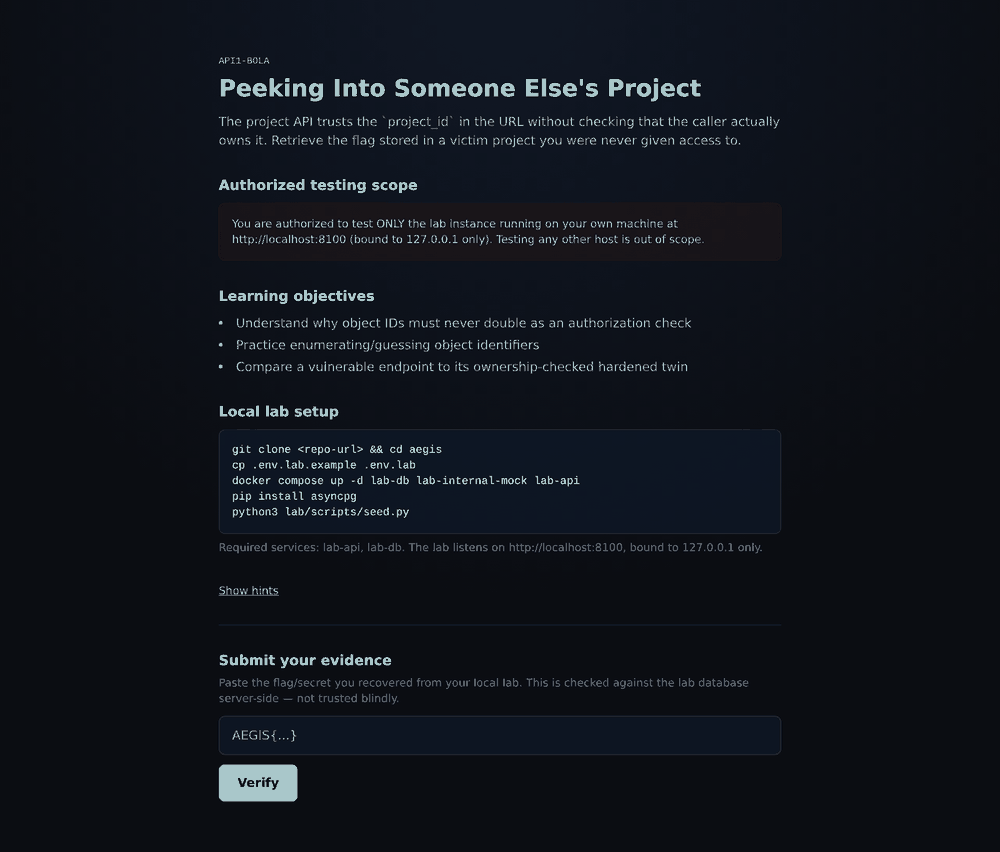 API1-BOLA
Peeking Into Someone Else's Project
The project API trusts the `project_id` in the URL without checking that the caller actually
owns it. Retrieve the flag stored in a victim project you were never given access to.
Authorized testing scope
You are authorized to test ONLY the lab instance running on your own machine at
http://localhost:8100 (bound to 127.0.0.1 only). Testing any other host is out of scope.
Learning objectives
• Understand why object IDs must never double as an authorization check
• Practice enumerating/guessing object identifiers
• Compare a vulnerable endpoint to its ownership-checked hardened twin
Local lab setup
git clone <repo-url> && cd aegis
cp .env.lab.example .env.lab
docker compose up -d lab-db lab-internal-mock lab-api
pip install asyncpg
python3 lab/scripts/seed.py
Required services: lab-api, lab-db. The lab listens on http://localhost:8100, bound to 127.0.0.1 only.
Show hints
Submit your evidence
Paste the flag/secret you recovered from your local lab. This is checked against the lab database
server-side — not trusted blindly.
AEGIS{...}
Verify